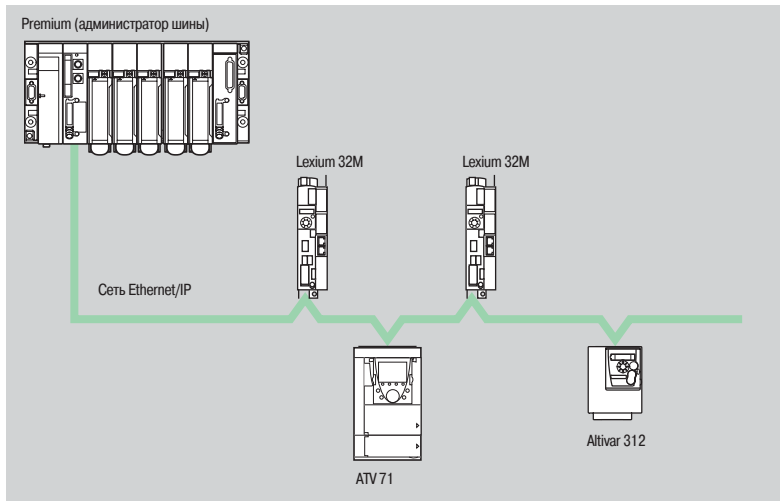 Premium (администратор шины)
Lexium 32M
Lexium 32M
Сеть Ethernet/IP
Altivar 312
ATV 71